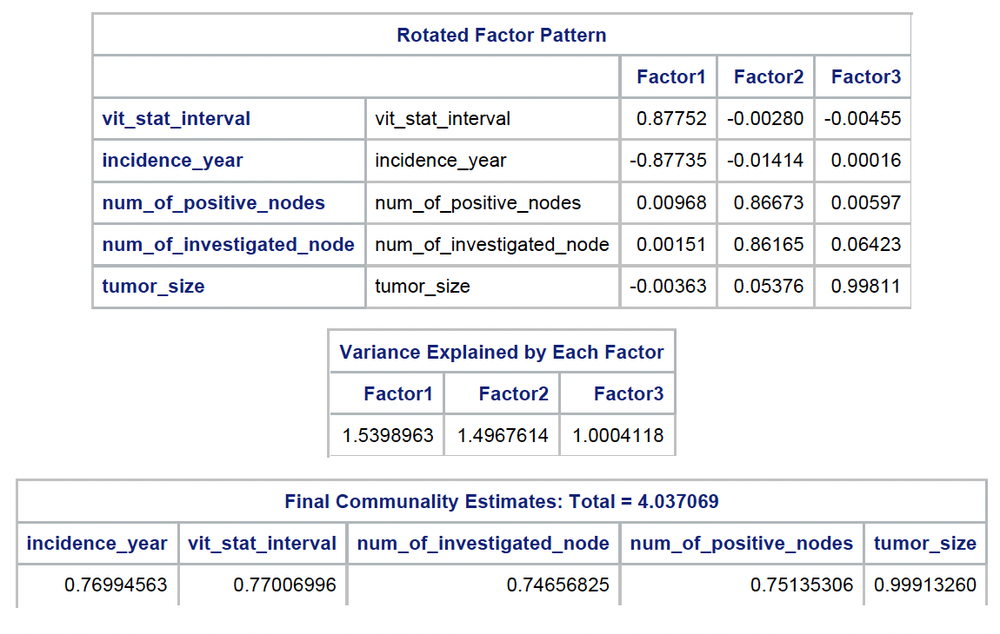 Rotated Factor Pattern
Factor1 Factor2 Factor3
vit_stat_interval vit_stat_interval 0.87752 -0.00280 -0.00455
incidence_year incidence_year -0.87735 -0.01414 0.00016
num_of_positive_nodes num_of_positive_nodes 0.00968 0.86673 0.00597
num_of_investigated_node num_of_investigated_node 0.00151 0.86165 0.06423
tumor_size tumor_size -0.00363 0.05376 0.99811
Variance Explained by Each Factor
Factor1 Factor2 Factor3
1.5398963 1.4967614 1.0004118
Final Communality Estimates: Total = 4.037069
incidence_year vit_stat_interval num_of_investigated_node num_of_positive_nodes tumor_size
0.76994563 0.77006996 0.74656825 0.75135306 0.99913260